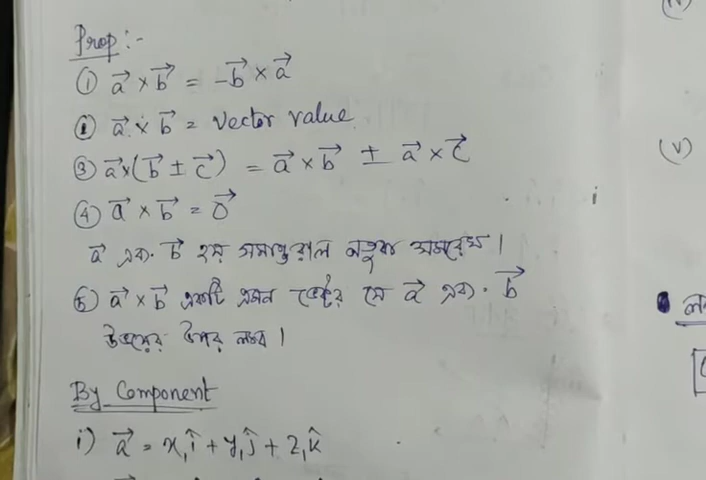 Prop :-
① a⃗ × b⃗ = -b⃗ × a⃗
② a⃗ × b⃗ = vector value
③ a⃗×(b⃗ ± c⃗) = a⃗ × b⃗ ± a⃗ × c⃗
(v)
④ a⃗ × b⃗ = 0⃗
a⃗ এবং b⃗ হয় সমান্তরাল নতুবা সমরেখ।
⑤ a⃗ × b⃗ একটি এমন ভেক্টর যে a⃗ এবং b⃗
উভয়ের উপর লম্ব।
By Component
i) a⃗ = x₁î + y₁ĵ + z₁k̂